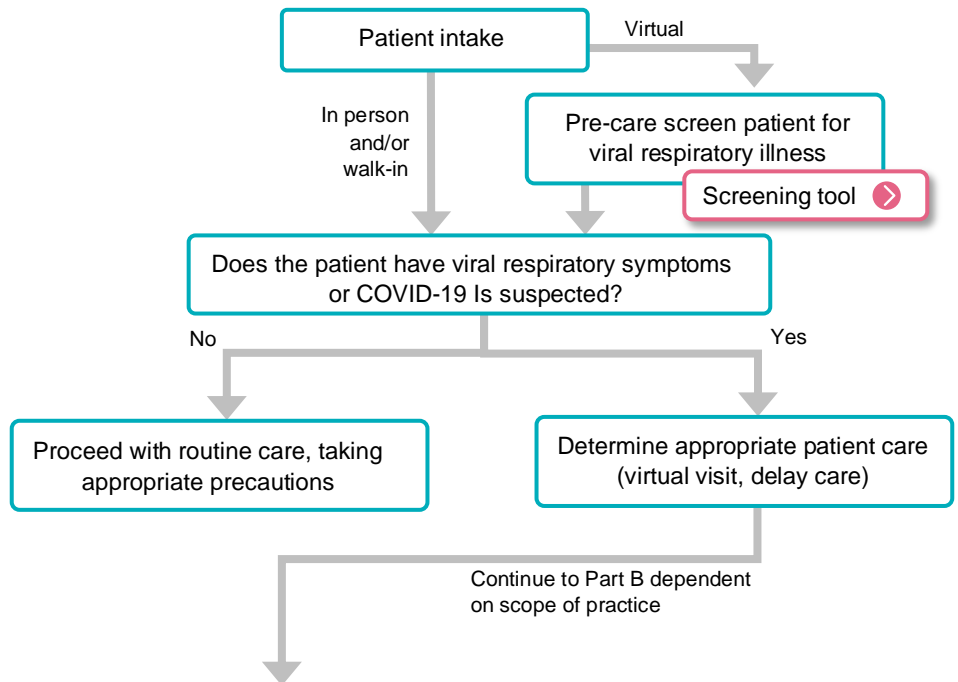 Patient intake
Virtual
In person
and/or
walk-in
Pre-care screen patient for
viral respiratory illness
Screening tool
Does the patient have viral respiratory symptoms
or COVID-19 Is suspected?
No
Yes
Proceed with routine care, taking
appropriate precautions
Determine appropriate patient care
(virtual visit, delay care)
Continue to Part B dependent
on scope of practice